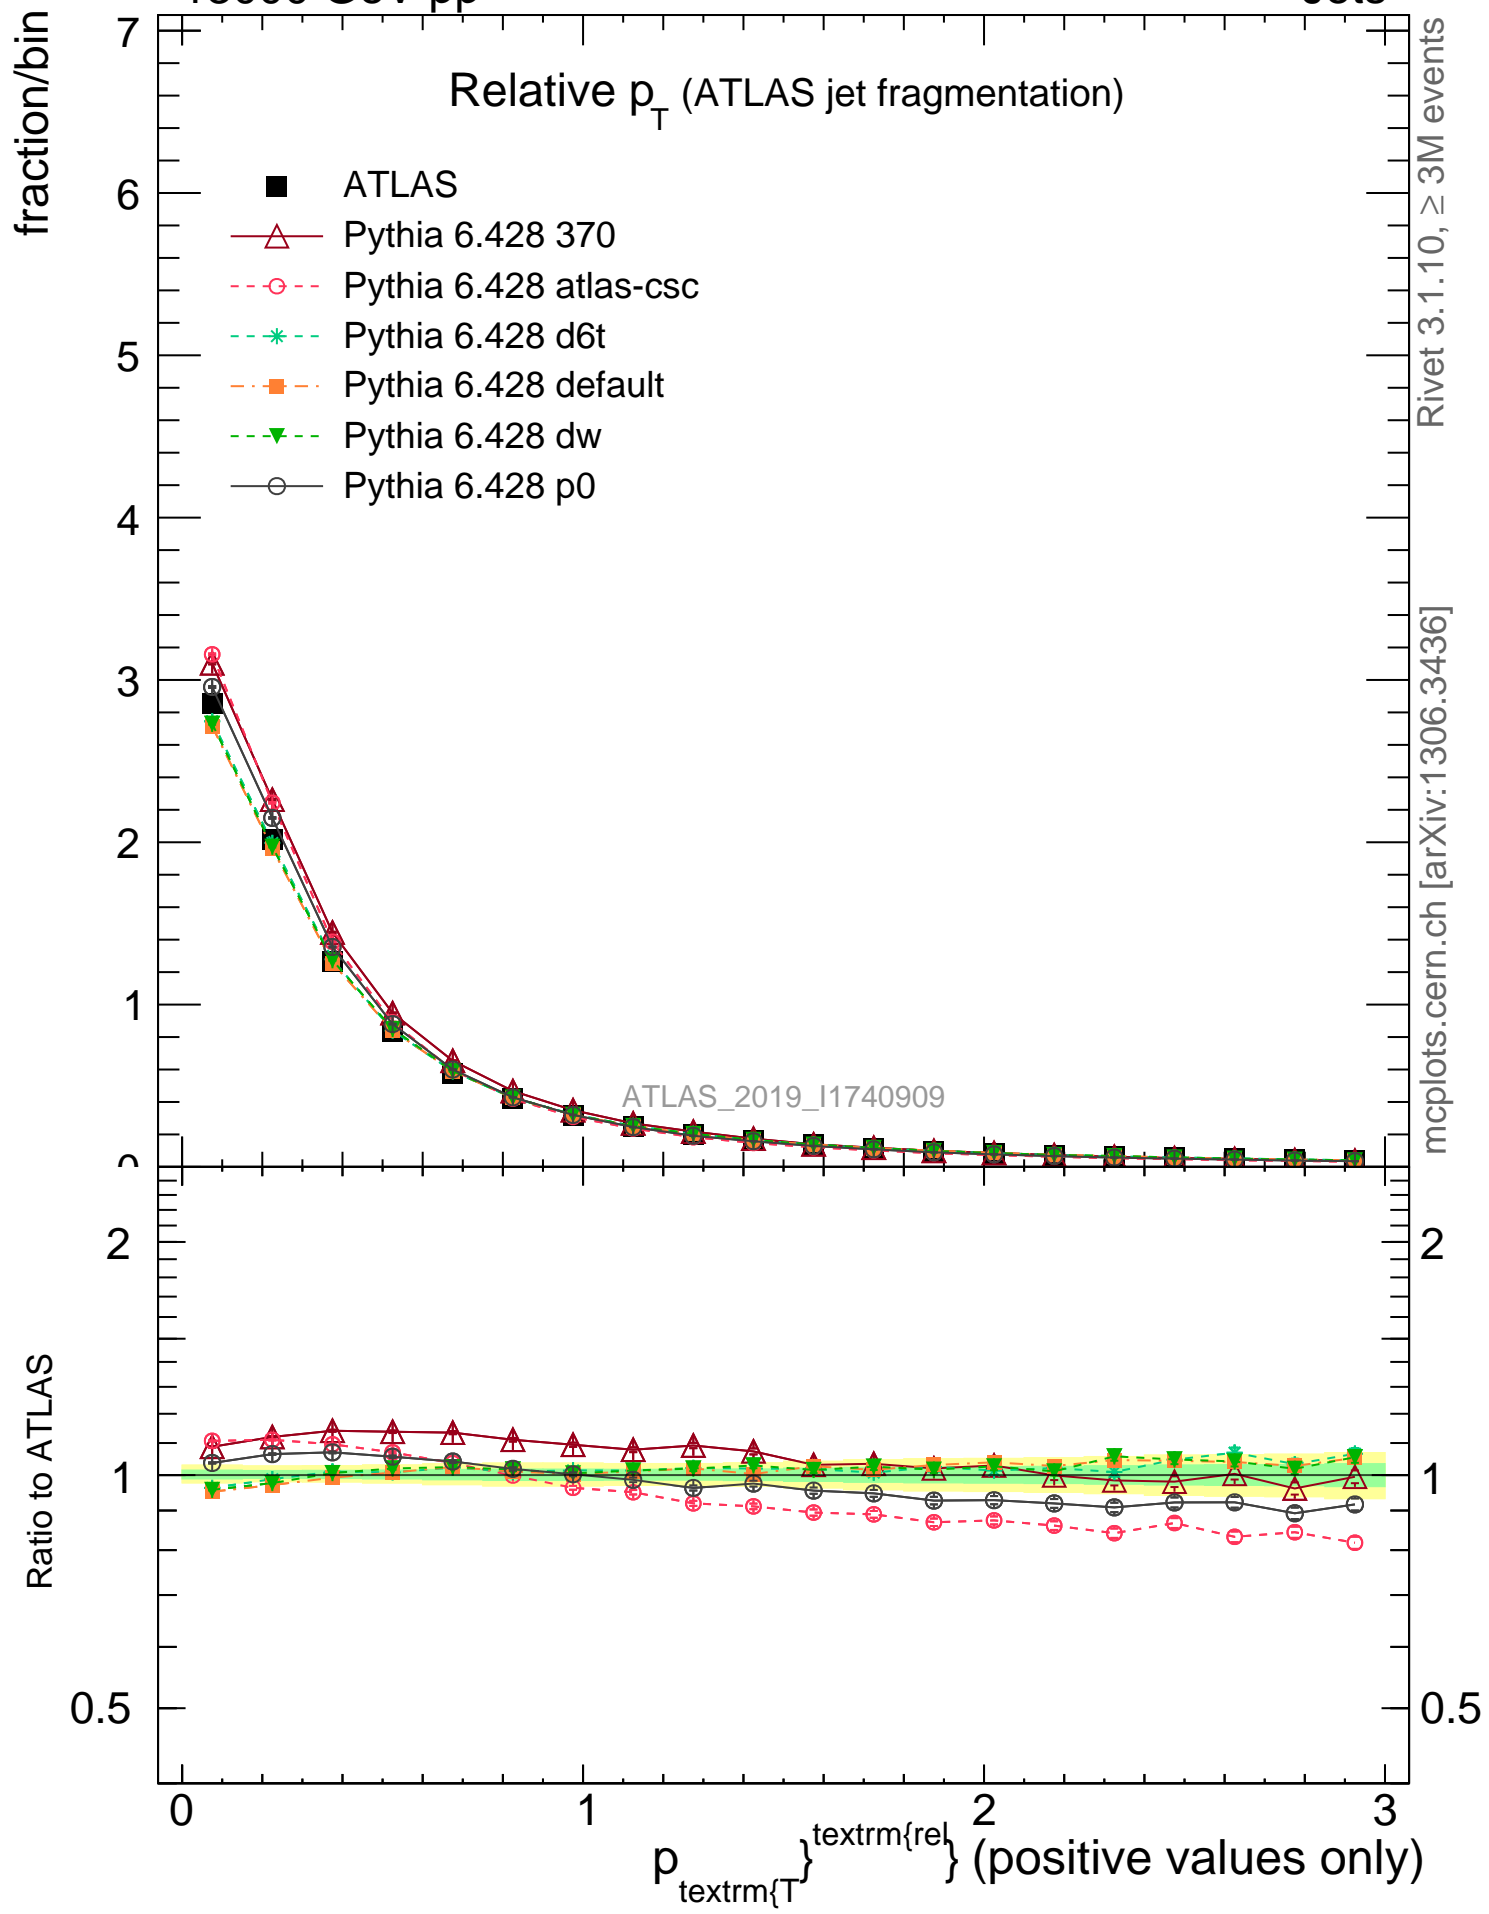 7
6
5
4
3
2
1
fraction/bin
Relative p_T (ATLAS jet fragmentation)
ATLAS
Pythia 6.428 370
Pythia 6.428 atlas-csc
Pythia 6.428 d6t
Pythia 6.428 default
Pythia 6.428 dw
Pythia 6.428 p0
ATLAS_2019_I1740909
Rivet 3.1.10, ≥ 3M events
mcplots.cern.ch [arXiv:1306.3436]
Ratio to ATLAS
2
1
0.5
2
1
0.5
0 1 2 3
p_textrm{T}^textrm{rel} (positive values only)